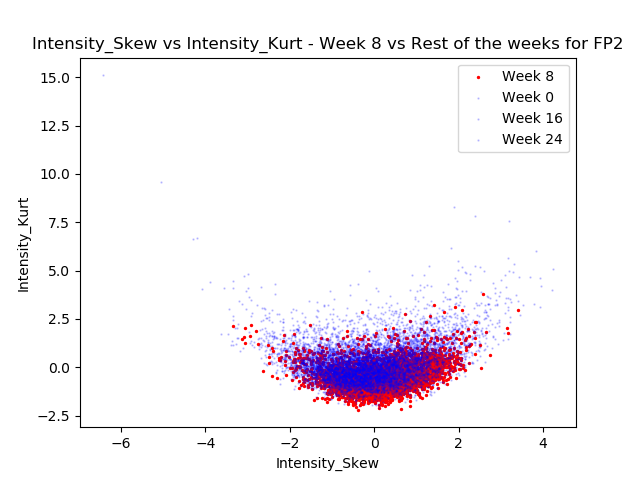 Intensity_Skew vs Intensity_Kurt - Week 8 vs Rest of the weeks for FP2
Week 8
Week 0
Week 16
Week 24
15.0
12.5
10.0
7.5
5.0
2.5
0.0
−2.5
Intensity_Kurt
−6 −4 −2 0 2 4
Intensity_Skew